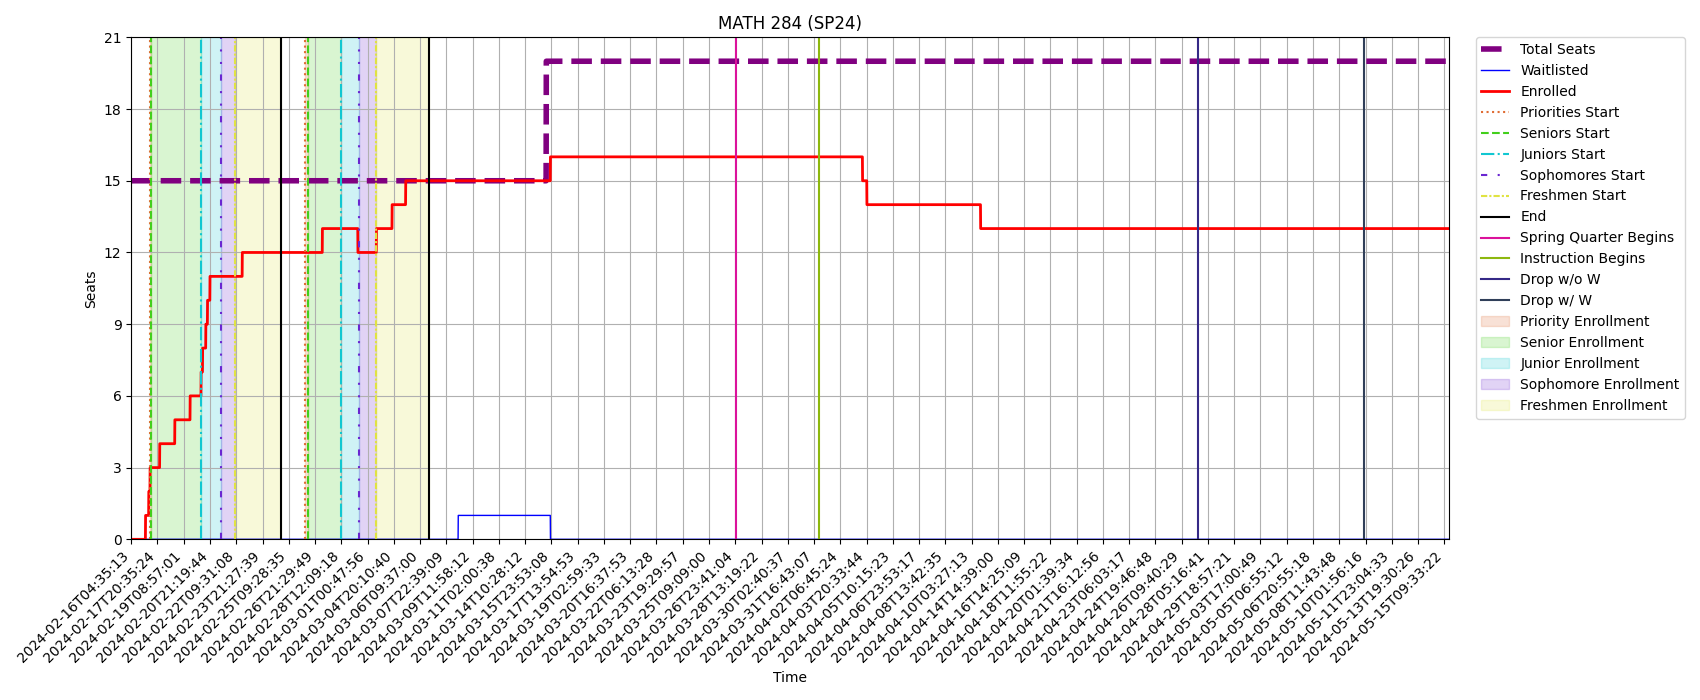 MATH 284 (SP24)
21
18
15
12
9
6
3
0
Seats
2024-02-16T04:35:13
2024-02-17T20:35:24
2024-02-19T08:57:01
2024-02-20T21:19:44
2024-02-22T09:31:08
2024-02-23T21:27:39
2024-02-25T09:28:35
2024-02-26T21:29:49
2024-02-28T12:09:18
2024-03-01T00:47:56
2024-03-04T20:10:40
2024-03-06T09:37:00
2024-03-07T22:39:09
2024-03-09T11:58:12
2024-03-11T02:00:38
2024-03-14T10:28:12
2024-03-15T23:53:08
2024-03-17T13:54:53
2024-03-19T02:59:33
2024-03-20T16:37:53
2024-03-22T06:13:28
2024-03-23T19:29:57
2024-03-25T09:09:00
2024-03-26T23:41:04
2024-03-28T13:19:22
2024-03-30T02:40:37
2024-03-31T16:43:07
2024-04-02T06:45:24
2024-04-03T20:33:44
2024-04-05T10:15:23
2024-04-06T23:53:17
2024-04-08T13:42:35
2024-04-10T03:27:13
2024-04-14T14:39:00
2024-04-16T14:25:09
2024-04-18T11:55:22
2024-04-20T01:39:34
2024-04-21T16:12:56
2024-04-23T06:03:17
2024-04-24T19:46:48
2024-04-26T09:40:29
2024-04-28T05:16:41
2024-04-29T18:57:21
2024-05-03T17:00:49
2024-05-05T06:55:12
2024-05-06T20:55:18
2024-05-08T11:43:48
2024-05-10T01:56:16
2024-05-11T23:04:33
2024-05-13T19:30:26
2024-05-15T09:33:22
Time
Total Seats
Waitlisted
Enrolled
Priorities Start
Seniors Start
Juniors Start
Sophomores Start
Freshmen Start
End
Spring Quarter Begins
Instruction Begins
Drop w/o W
Drop w/ W
Priority Enrollment
Senior Enrollment
Junior Enrollment
Sophomore Enrollment
Freshmen Enrollment